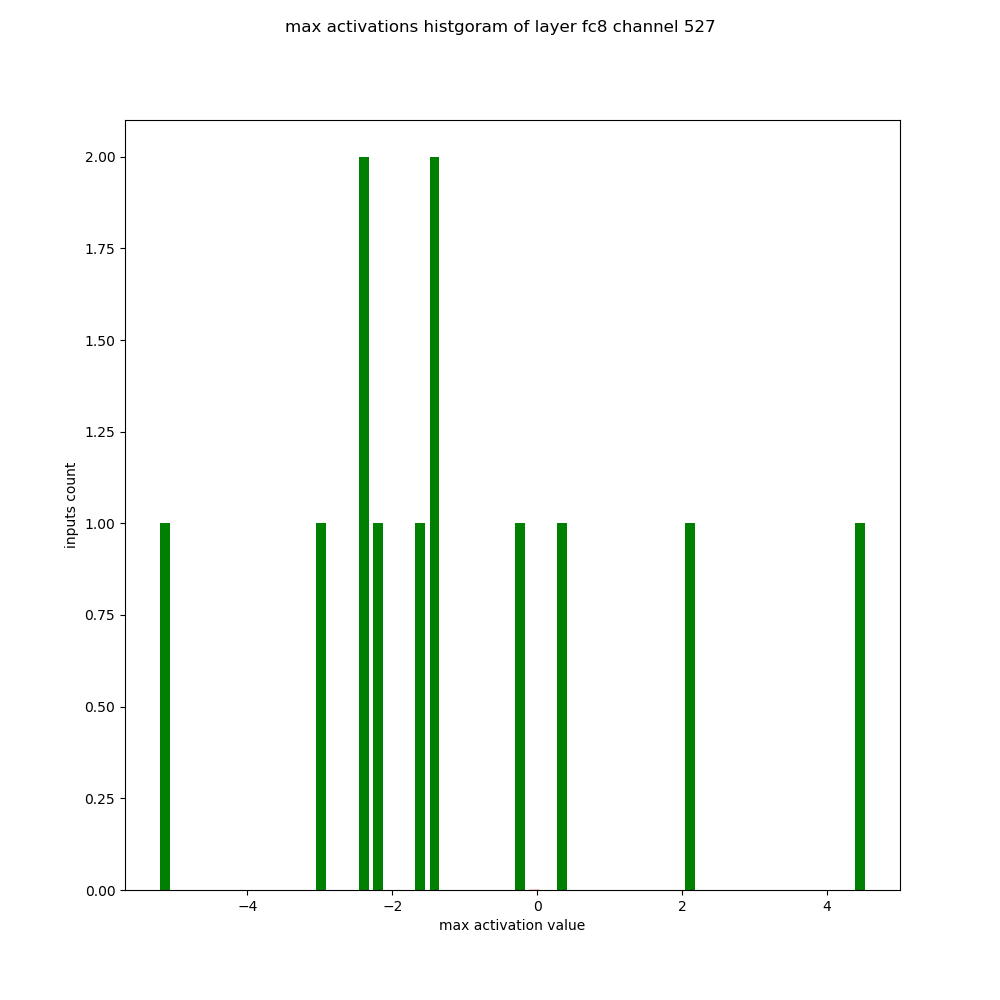 max activations histgoram of layer fc8 channel 527
2.00
1.75
1.50
1.25
1.00
0.75
0.50
0.25
0.00
inputs count
−4 −2 0 2 4
max activation value